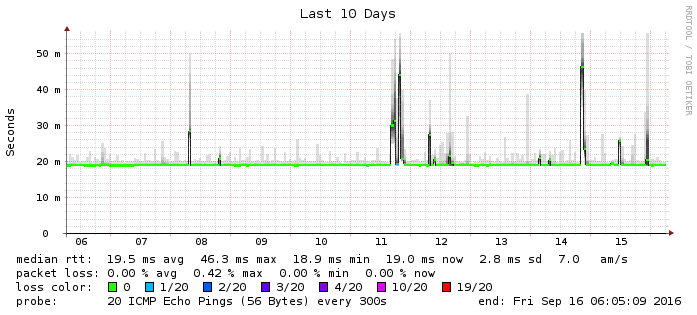 Last 10 Days
RRDTOOL / TOBI OETIKER
Seconds
50 m
40 m
30 m
20 m
10 m
0
06 07 08 09 10 11 12 13 14 15
median rtt: 19.5 ms avg 46.3 ms max 18.9 ms min 19.0 ms now 2.8 ms sd 7.0 am/s
packet loss: 0.00 % avg 0.42 % max 0.00 % min 0.00 % now
loss color: 0 1/20 2/20 3/20 4/20 10/20 19/20
probe: 20 ICMP Echo Pings (56 Bytes) every 300s end: Fri Sep 16 06:05:09 2016